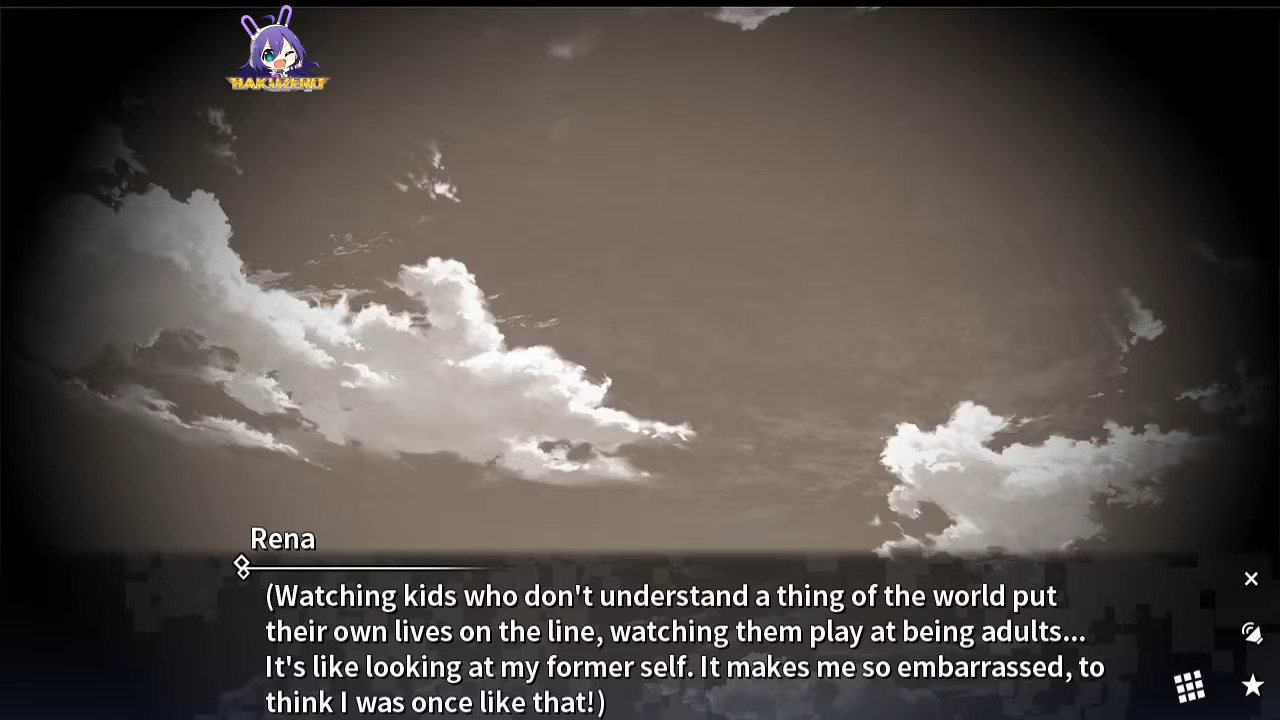 HAKUZERO
Rena
(Watching kids who don't understand a thing of the world put
their own lives on the line, watching them play at being adults...
It's like looking at my former self. It makes me so embarrassed, to
think I was once like that!)